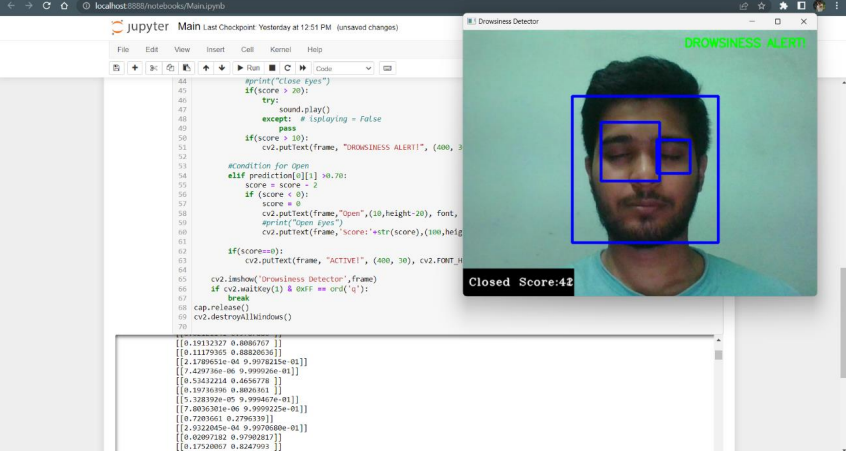 localhost:8888/notebooks/Main.ipynb
jupyter Main Last Checkpoint: Yesterday at 12:51 PM (unsaved changes)
File Edit View Insert Cell Kernel Help
Run Code
44 #print("Close Eyes")
45 if(score > 20):
46 try:
47 sound.play()
48 except: # isplaying = False
49 pass
50 if(score > 10):
51 cv2.putText(frame, "DROWSINESS ALERT!", (400, 3
52
53 #Condition for Open
54 elif prediction[0][1] >0.70:
55 score = score - 2
56 if (score < 0):
57 score = 0
58 cv2.putText(frame,"Open",(10,height-20), font,
59 #print("Open Eyes")
60 cv2.putText(frame,'Score:'+str(score),(100,heig
61
62 if(score==0):
63 cv2.putText(frame, "ACTIVE!", (400, 30), cv2.FONT_H
64
65 cv2.imshow('Drowsiness Detector',frame)
66 if cv2.waitKey(1) & 0xFF == ord('q'):
67 break
68 cap.release()
69 cv2.destroyAllWindows()
70
[[0.19132327 0.8086767 ]]
[[0.11179365 0.88820636]]
[[2.1789651e-04 9.9978215e-01]]
[[7.429736e-06 9.999926e-01]]
[[0.53432214 0.4656778 ]]
[[0.19736396 0.8026361 ]]
[[5.328392e-05 9.999467e-01]]
[[7.8036301e-06 9.9999225e-01]]
[[0.7203661 0.2796339]]
[[2.9322045e-04 9.9970680e-01]]
[[0.02097182 0.97902817]]
[[0.17520067 0.8247993 ]]
Drowsiness Detector
DROWSINESS ALERT!
Closed Score:42